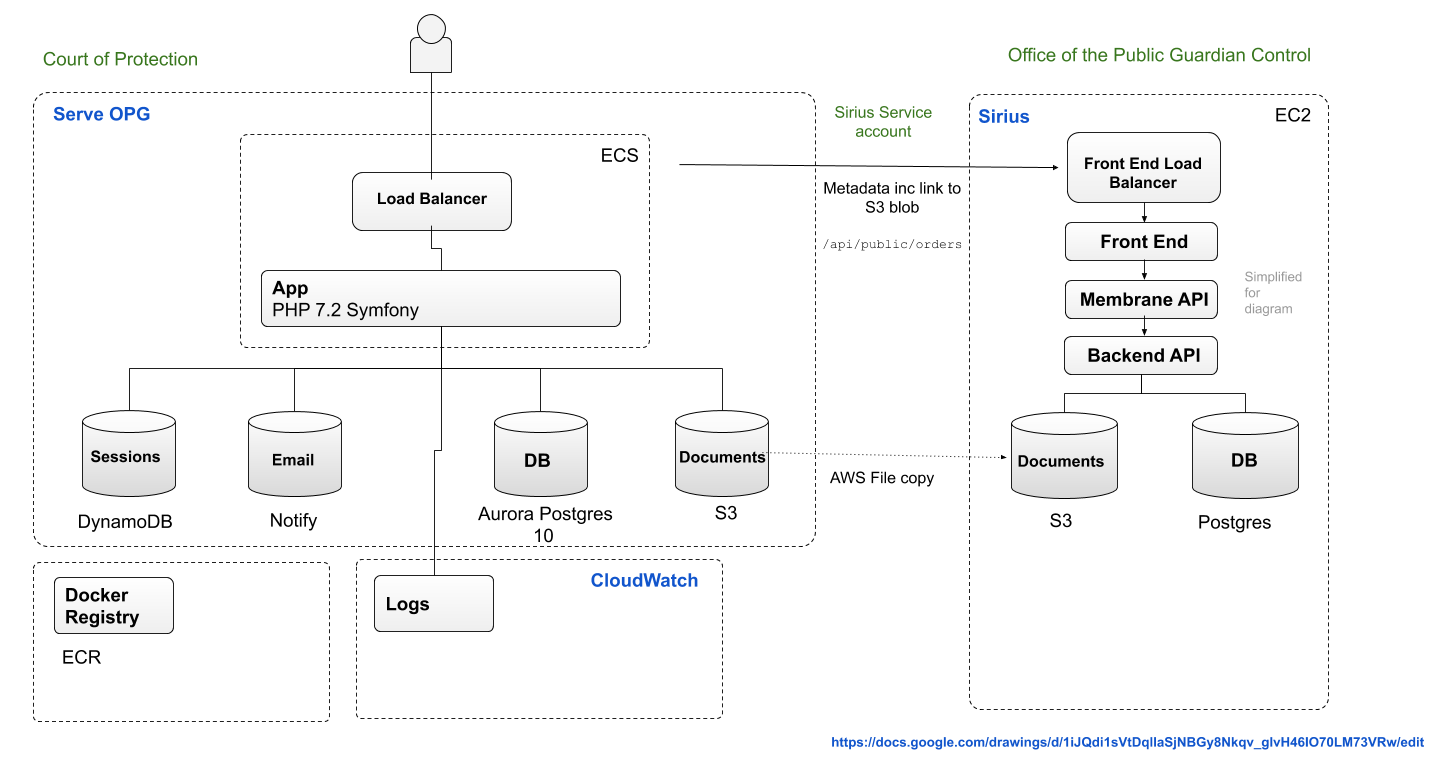 Court of Protection
Office of the Public Guardian Control
Serve OPG
ECS
Load Balancer
App
PHP 7.2 Symfony
Sessions
DynamoDB
Email
Notify
DB
Aurora Postgres
10
Documents
S3
Docker
Registry
ECR
CloudWatch
Logs
Sirius Service
account
Metadata inc link to
S3 blob
/api/public/orders
AWS File copy
Sirius
EC2
Front End Load
Balancer
Front End
Membrane API
Simplified
for
diagram
Backend API
Documents
S3
DB
Postgres
https://docs.google.com/drawings/d/1iJQdi1sVtDqlIaSjNBGy8Nkqv_gIvH46IO70LM73VRw/edit